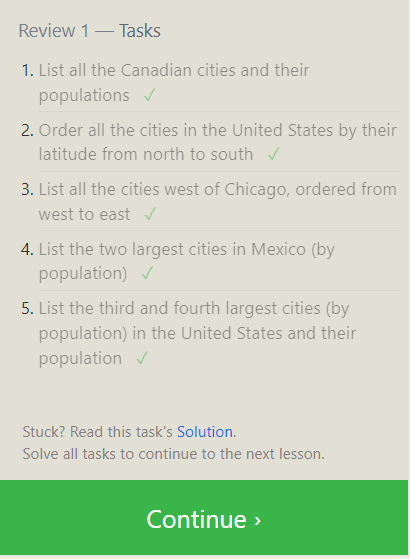 Review 1 — Tasks
1. List all the Canadian cities and their
populations ✓
2. Order all the cities in the United States by their
latitude from north to south ✓
3. List all the cities west of Chicago, ordered from
west to east ✓
4. List the two largest cities in Mexico (by
population) ✓
5. List the third and fourth largest cities (by
population) in the United States and their
population ✓
Stuck? Read this task's Solution.
Solve all tasks to continue to the next lesson.
Continue ›